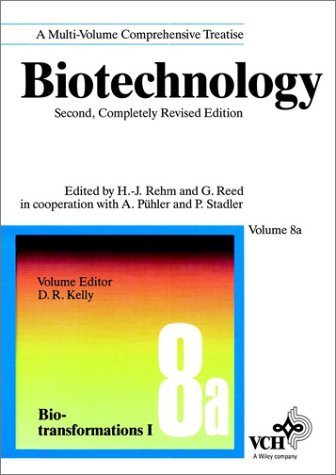 A Multi-Volume Comprehensive Treatise
Biotechnology
Second, Completely Revised Edition
Edited by H.-J. Rehm and G. Reed
in cooperation with A. Pühler and P. Stadler
Volume 8a
Volume Editor
D. R. Kelly
8a
Bio-
transformations I
VCH
A Wiley company